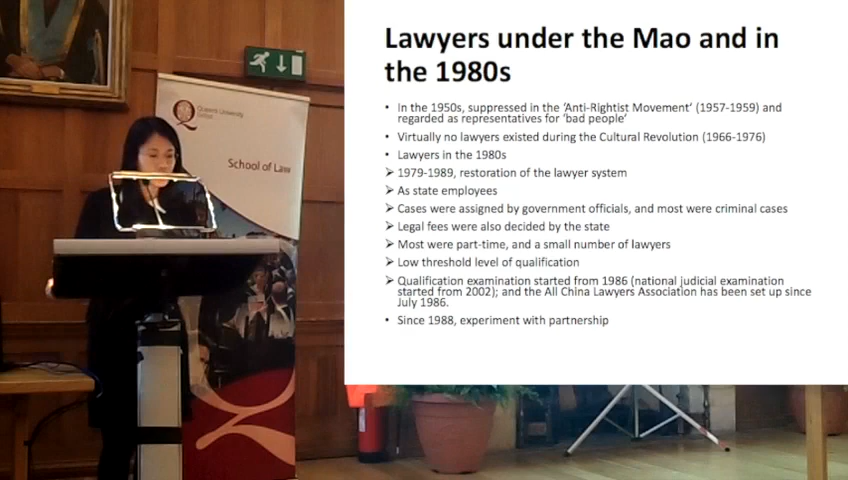 Lawyers under the Mao and in
the 1980s
• In the 1950s, suppressed in the ‘Anti-Rightist Movement’ (1957-1959) and
regarded as representatives for ‘bad people’
• Virtually no lawyers existed during the Cultural Revolution (1966-1976)
• Lawyers in the 1980s
➤ 1979-1989, restoration of the lawyer system
➤ As state employees
➤ Cases were assigned by government officials, and most were criminal cases
➤ Legal fees were also decided by the state
➤ Most were part-time, and a small number of lawyers
➤ Low threshold level of qualification
➤ Qualification examination started from 1986 (national judicial examination
started from 2002); and the All China Lawyers Association has been set up since
July 1986.
• Since 1988, experiment with partnership
Queen's University
Belfast
School of Law